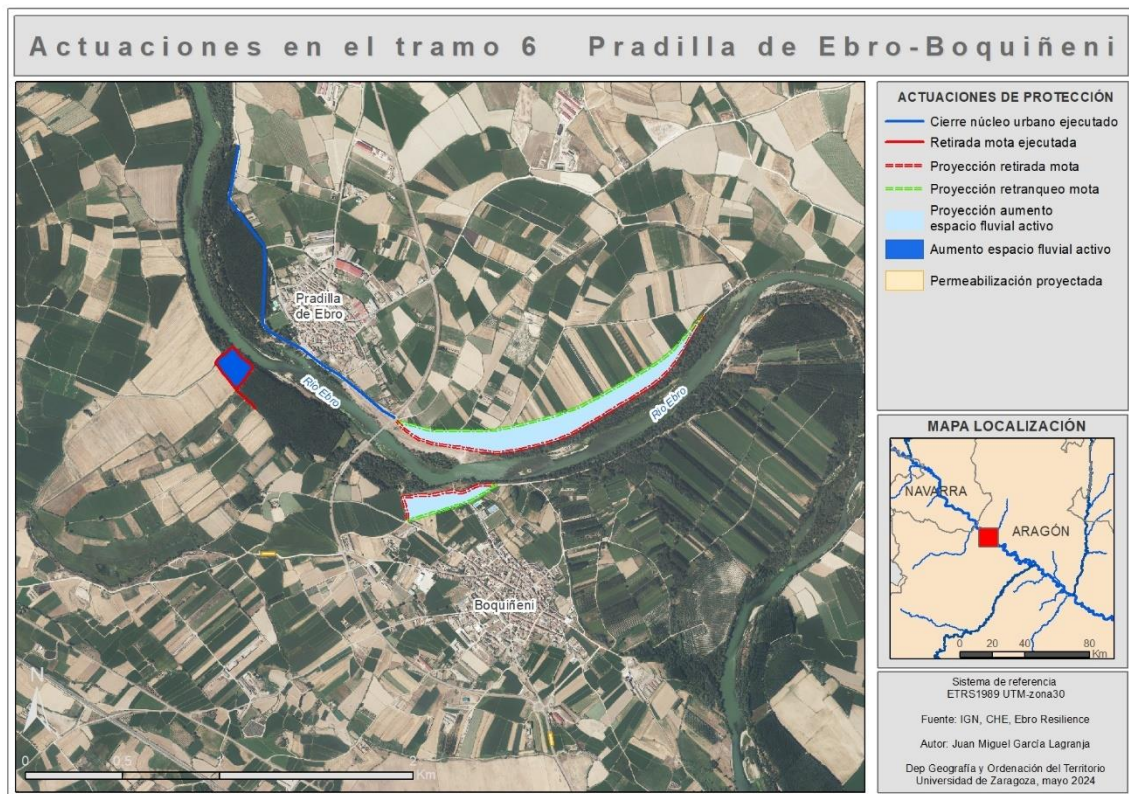 Actuaciones en el tramo 6 Pradilla de Ebro-Boquiñeni
ACTUACIONES DE PROTECCIÓN
Cierre núcleo urbano ejecutado
Retirada mota ejecutada
Proyección retirada mota
Proyección retranqueo mota
Proyección aumento
espacio fluvial activo
Aumento espacio fluvial activo
Permeabilización proyectada
Pradilla
de Ebro
Río Ebro
Río Ebro
Boquiñeni
N
0 0.5 1 2
Km
MAPA LOCALIZACIÓN
NAVARRA
ARAGÓN
0 20 40 80
Km
Sistema de referencia
ETRS1989 UTM-zona30
Fuente: IGN, CHE, Ebro Resilience
Autor: Juan Miguel García Lagranja
Dep Geografía y Ordenación del Territorio
Universidad de Zaragoza, mayo 2024